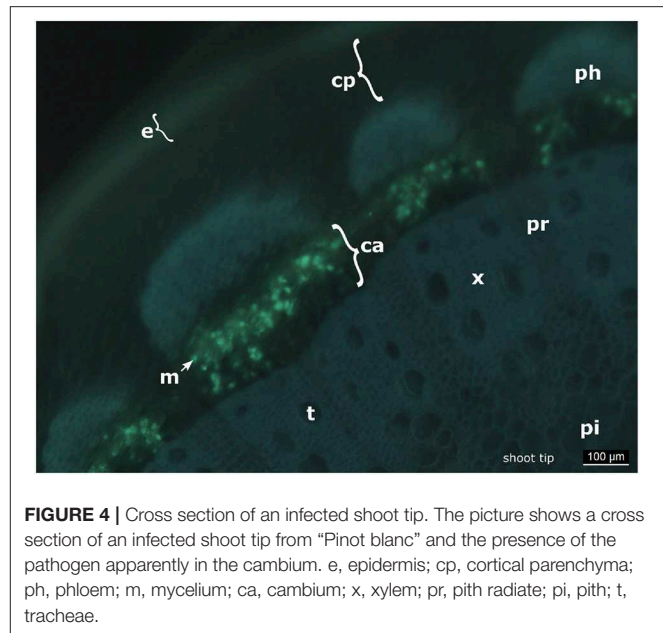 cp
ph
e
pr
ca
x
m
t
pi
shoot tip
100 µm
FIGURE 4 | Cross section of an infected shoot tip. The picture shows a cross
section of an infected shoot tip from “Pinot blanc” and the presence of the
pathogen apparently in the cambium. e, epidermis; cp, cortical parenchyma;
ph, phloem; m, mycelium; ca, cambium; x, xylem; pr, pith radiate; pi, pith; t,
tracheae.